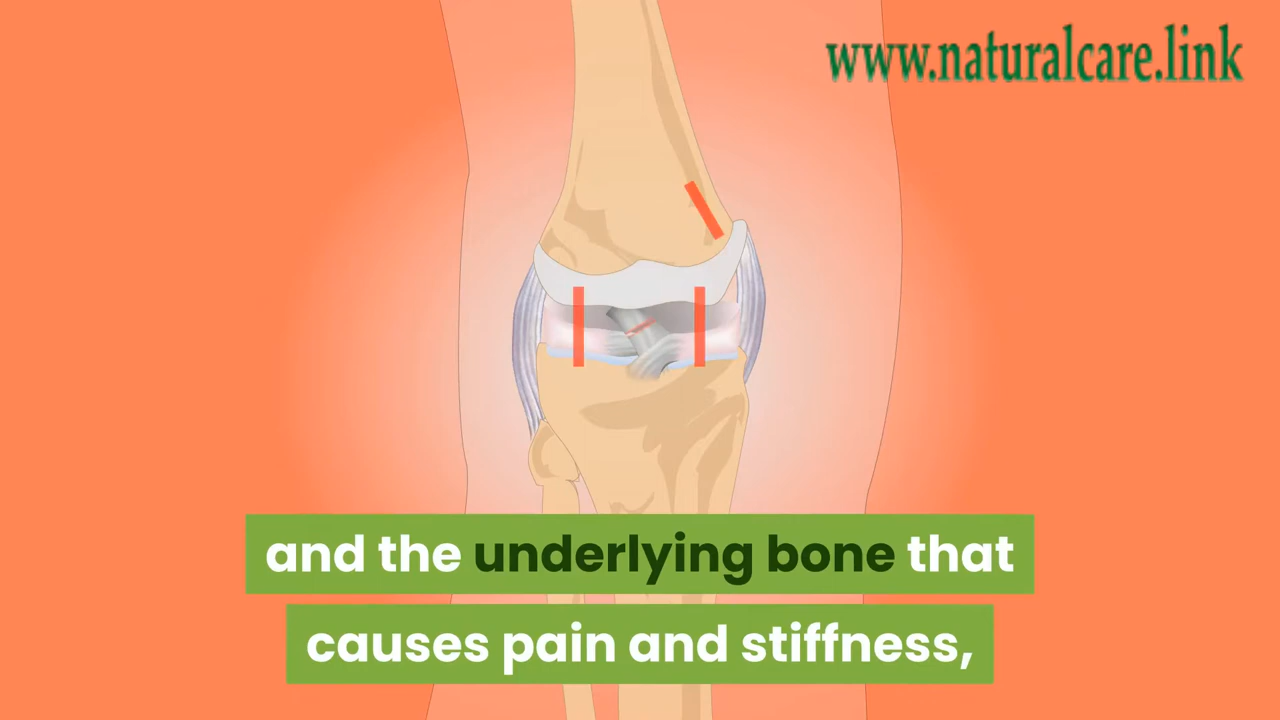 www.naturalcare.link
and the underlying bone that
causes pain and stiffness,